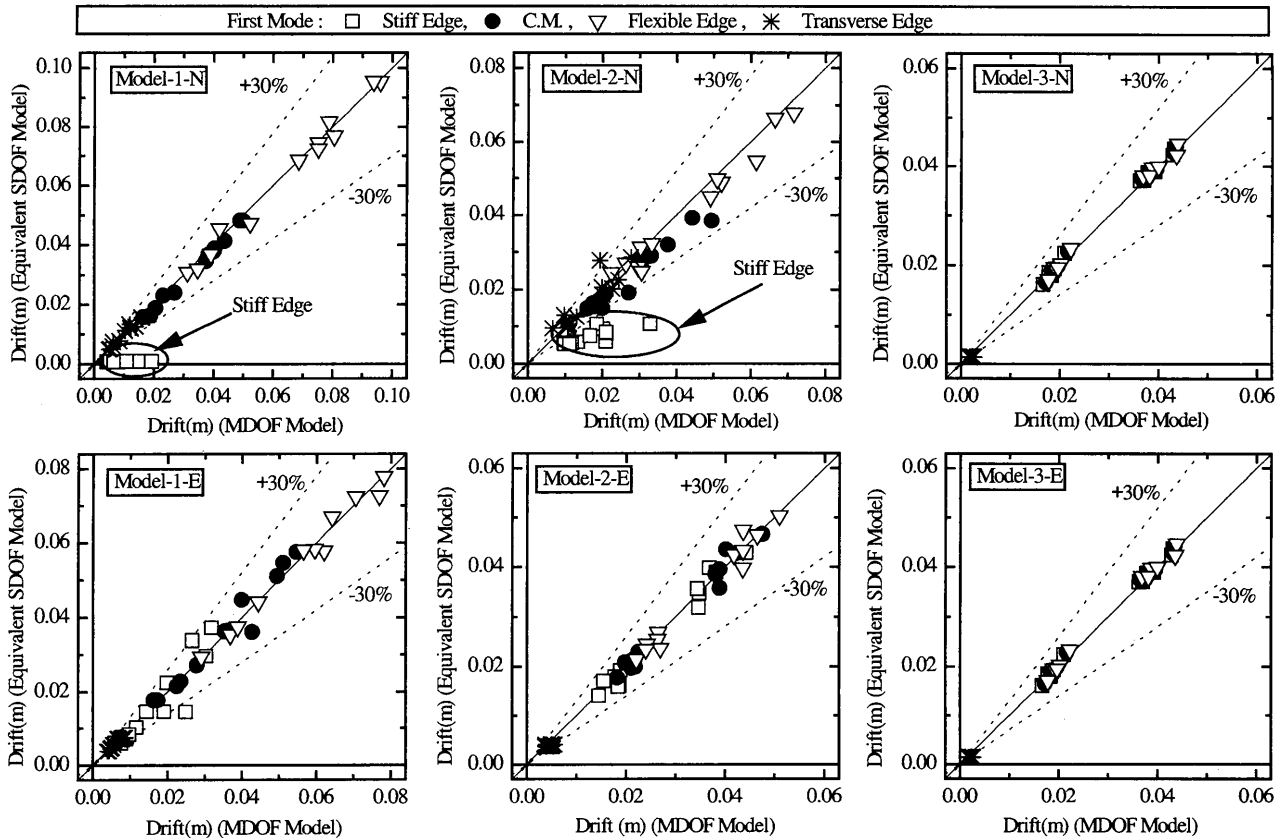 First Mode : Stiff Edge, C.M., Flexible Edge , Transverse Edge
Drift(m) (Equivalent SDOF Model)
0.10
0.08
0.06
0.04
0.02
0.00
Model-1-N
+30%
-30%
Stiff Edge
0.00 0.02 0.04 0.06 0.08 0.10
Drift(m) (MDOF Model)
Drift(m) (Equivalent SDOF Model)
0.08
0.06
0.04
0.02
0.00
Model-2-N
+30%
-30%
Stiff Edge
0.00 0.02 0.04 0.06 0.08
Drift(m) (MDOF Model)
Drift(m) (Equivalent SDOF Model)
0.06
0.04
0.02
0.00
Model-3-N
+30%
-30%
0.00 0.02 0.04 0.06
Drift(m) (MDOF Model)
Drift(m) (Equivalent SDOF Model)
0.08
0.06
0.04
0.02
0.00
Model-1-E
+30%
-30%
0.00 0.02 0.04 0.06 0.08
Drift(m) (MDOF Model)
Drift(m) (Equivalent SDOF Model)
0.06
0.04
0.02
0.00
Model-2-E
+30%
-30%
0.00 0.02 0.04 0.06
Drift (m) (MDOF Model)
Drift(m) (Equivalent SDOF Model)
0.06
0.04
0.02
0.00
Model-3-E
+30%
-30%
0.00 0.02 0.04 0.06
Drift(m) (MDOF Model)